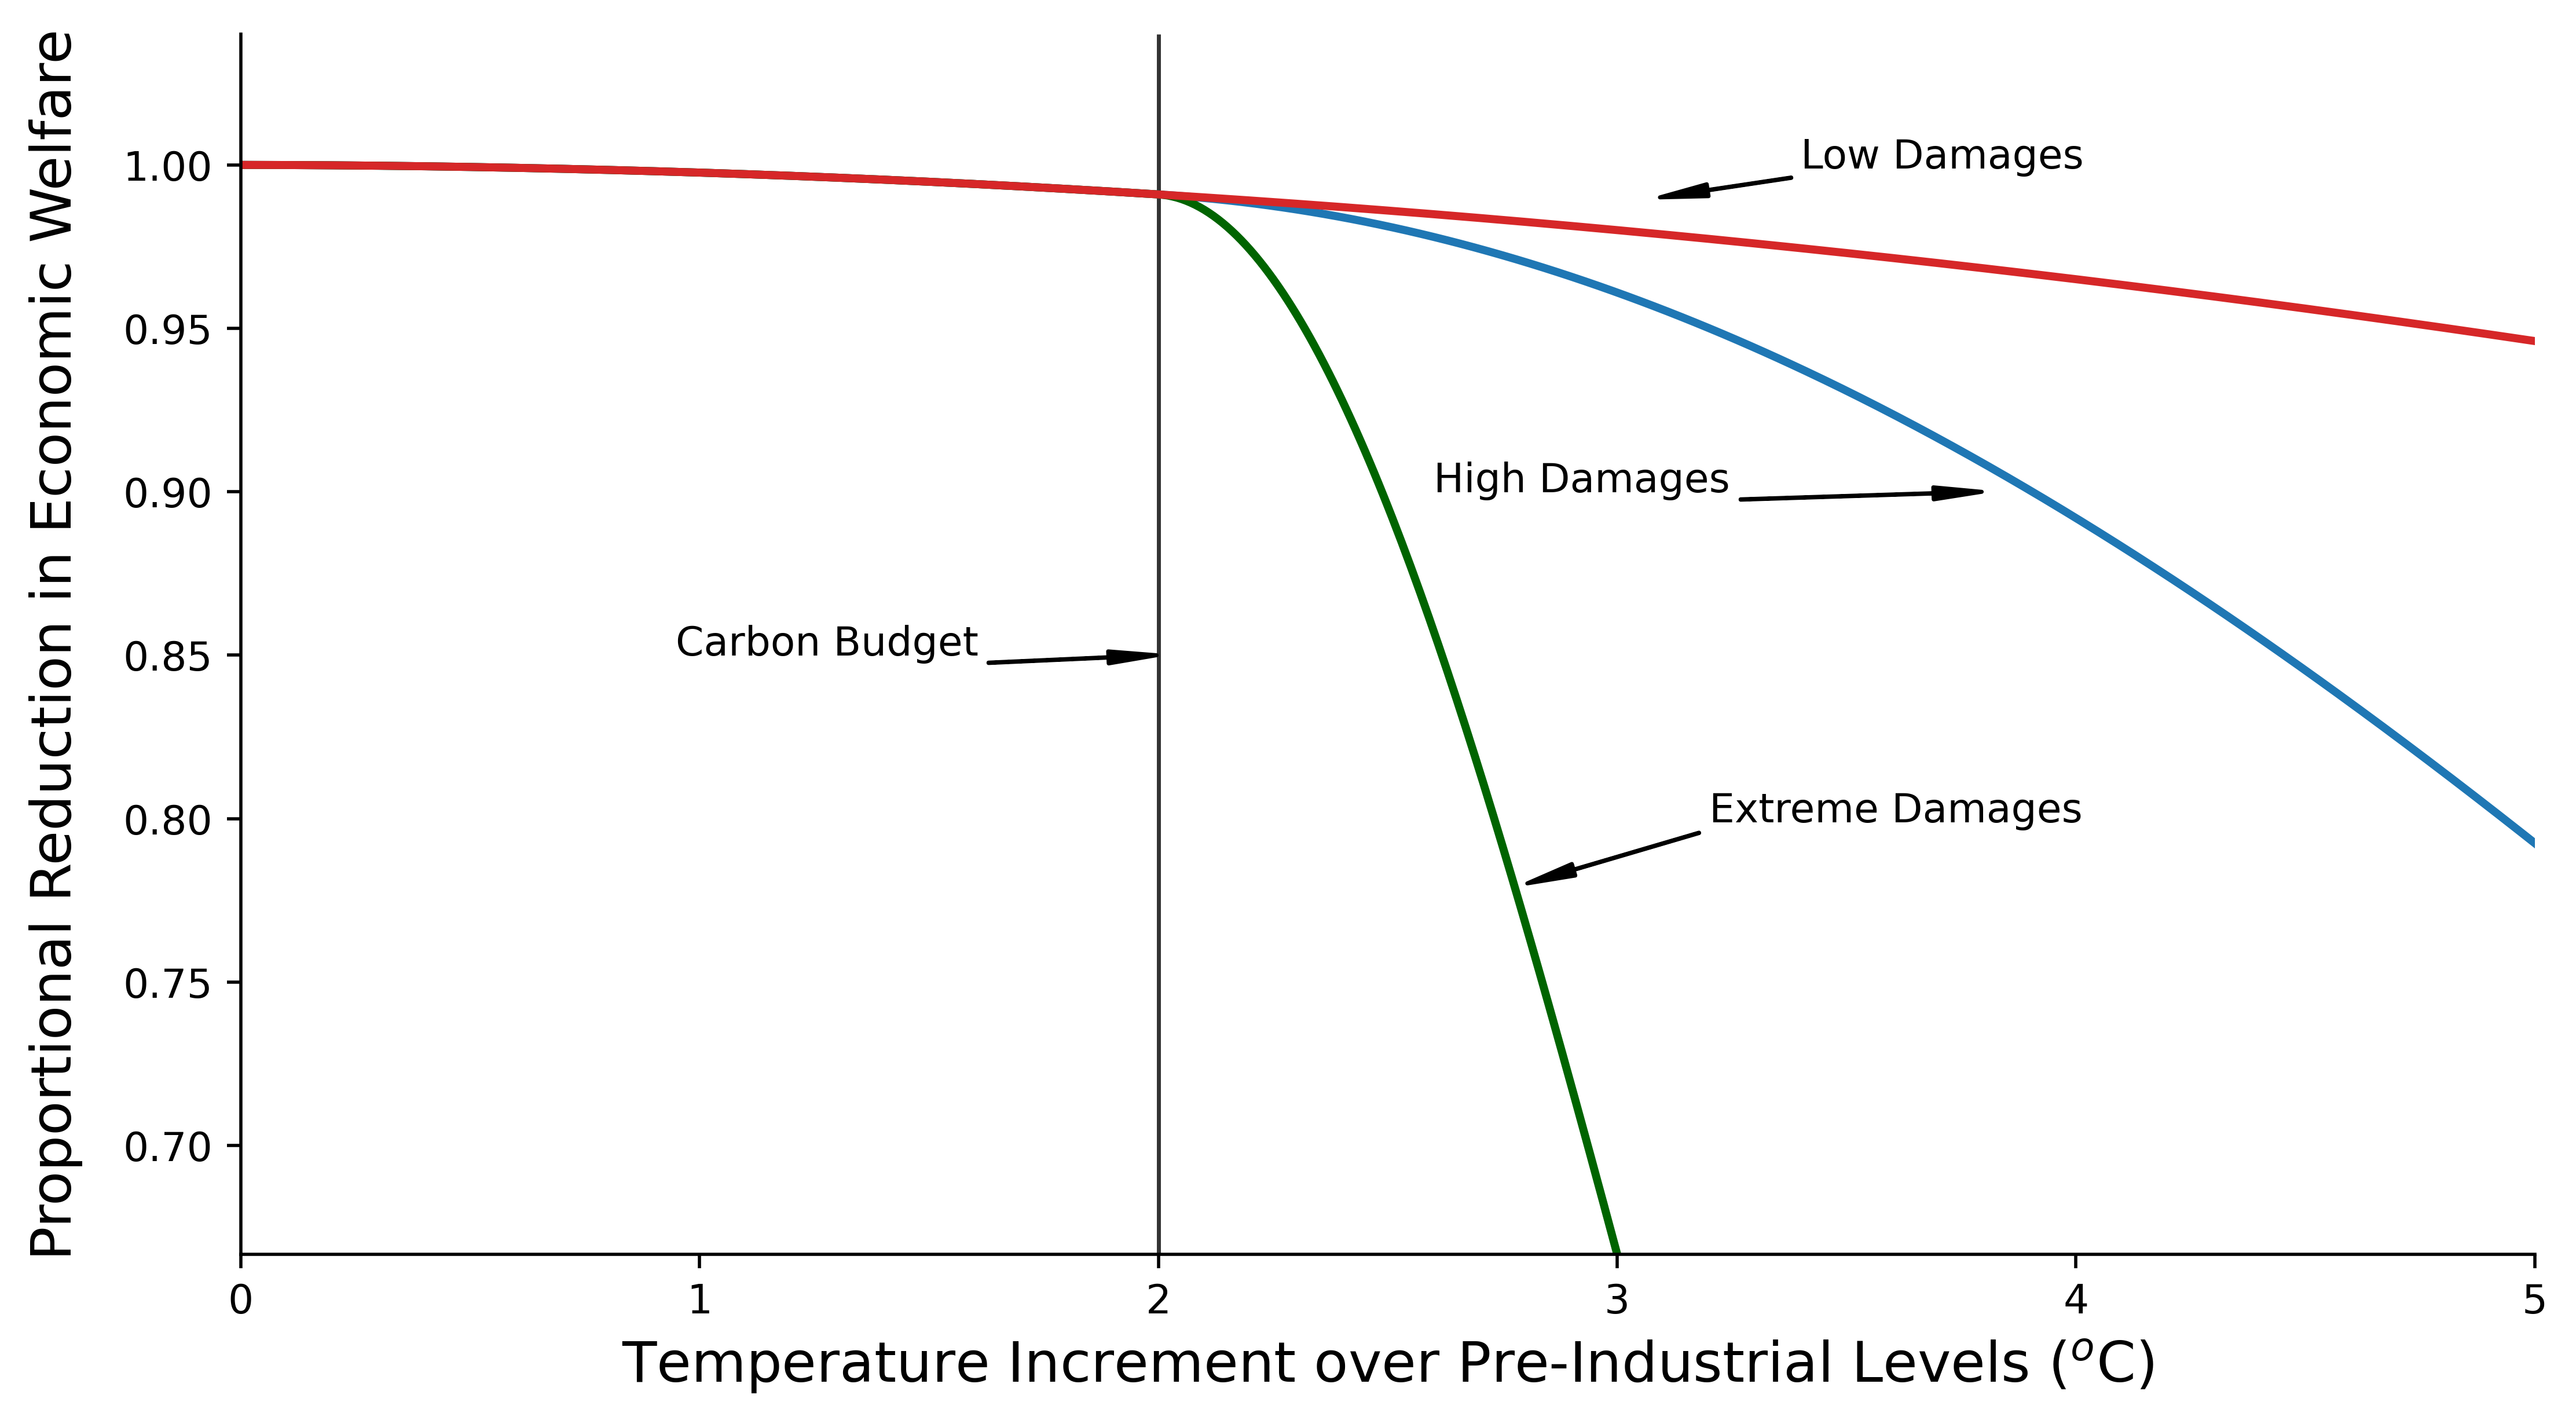 Proportional Reduction in Economic Welfare
1.00
0.95
0.90
0.85
0.80
0.75
0.70
Low Damages
High Damages
Carbon Budget
Extreme Damages
0 1 2 3 4 5
Temperature Increment over Pre-Industrial Levels (ᵒC)